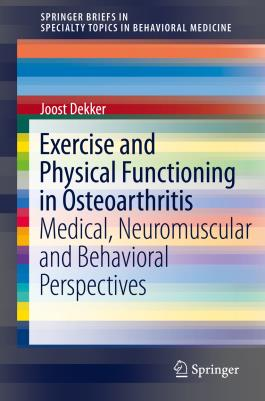 SPRINGER BRIEFS IN
SPECIALTY TOPICS IN BEHAVIORAL MEDICINE
Joost Dekker
Exercise and
Physical Functioning
in Osteoarthritis
Medical, Neuromuscular
and Behavioral
Perspectives
Springer